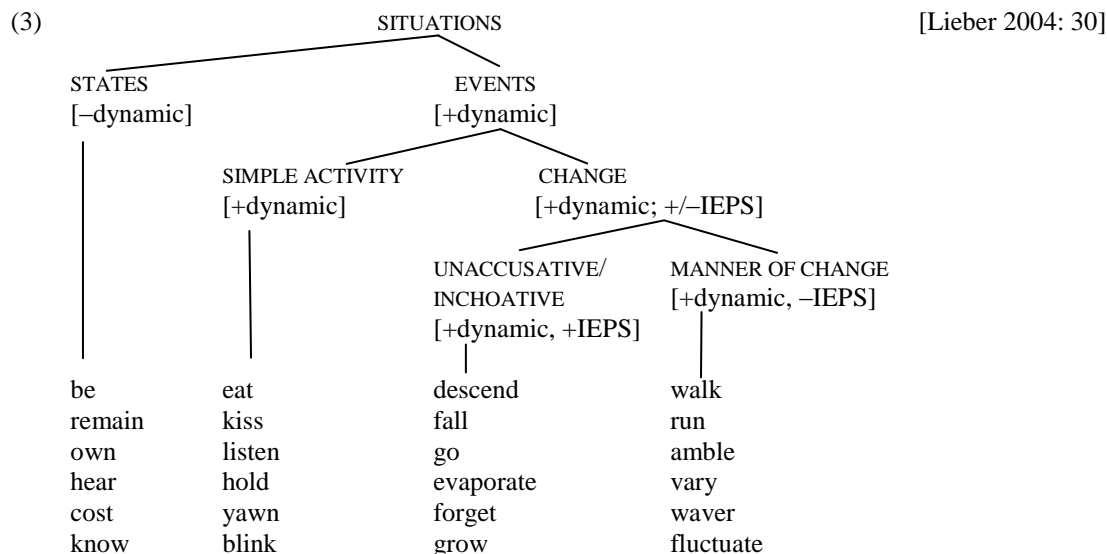 (3) SITUATIONS [Lieber 2004: 30]
STATES EVENTS
[–dynamic] [+dynamic]
SIMPLE ACTIVITY CHANGE
[+dynamic] [+dynamic; +/–IEPS]
UNACCUSATIVE/ MANNER OF CHANGE
INCHOATIVE [+dynamic, –IEPS]
[+dynamic, +IEPS]
be eat descend walk
remain kiss fall run
own listen go amble
hear hold evaporate vary
cost yawn forget waver
know blink grow fluctuate